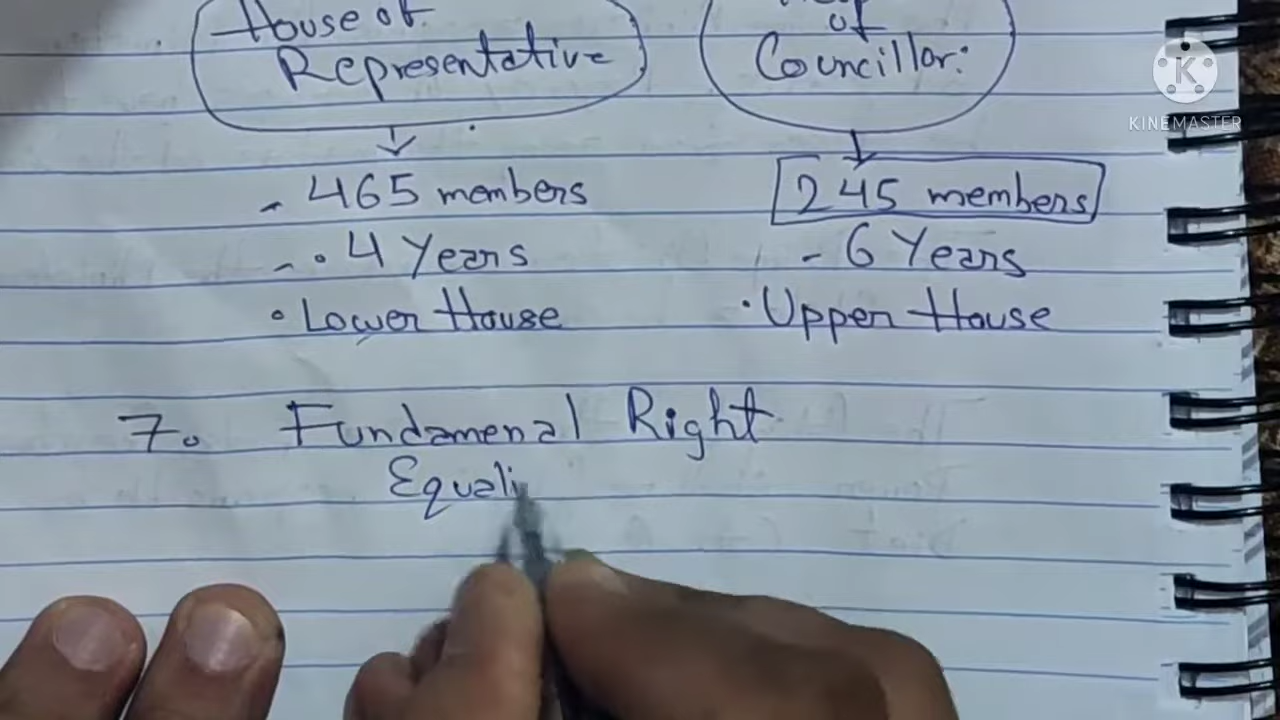 House of
Representative
of
Councillor:
- 465 members
245 members
- • 4 Years
- 6 Years
• Lower House
• Upper House
7. Fundamenal Right
Equali
K
KINEMASTER